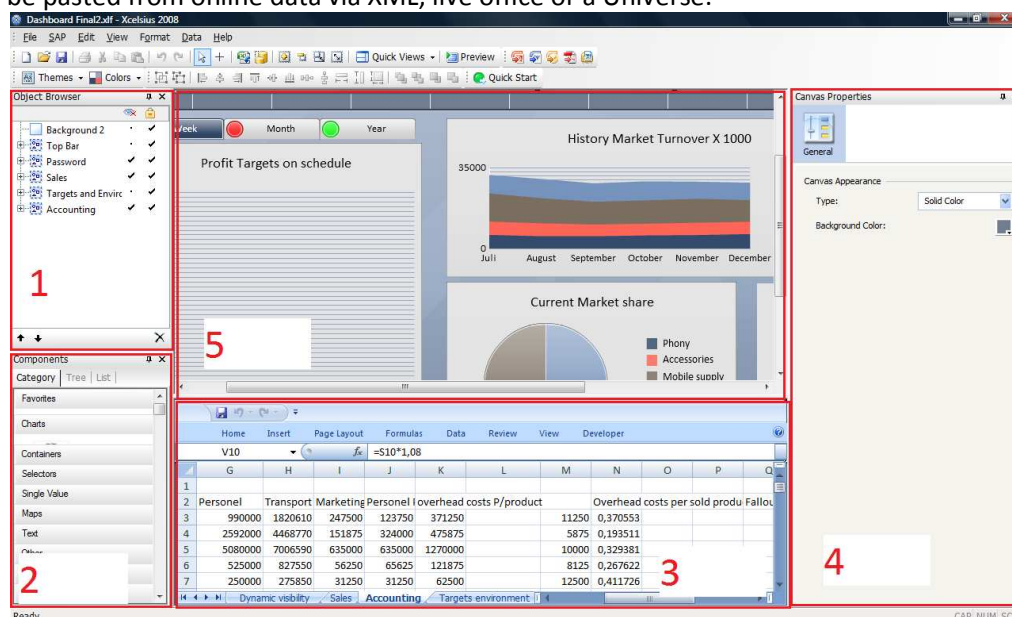 be pasted from online data via XML, live office or a Universe.
Dashboard Final2.xlf - Xcelsius 2008
File SAP Edit View Format Data Help
Quick Views Preview
Themes Colors Quick Start
Object Browser
Background 2
Top Bar
Password
Sales
Targets and Envirc
Accounting
1
Components
Category Tree List
Favorites
Charts
Containers
Selectors
Single Value
Maps
Text
Other
2
Week Month Year
Profit Targets on schedule
5
History Market Turnover X 1000
35000
0
Juli August September October November December
Current Market share
Phony
Accessories
Mobile supply
Home Insert Page Layout Formulas Data Review View Developer
V10 fx =S10*1,08
G H I J K L M N O P Q
1
2 Personel Transport Marketing Personel overhead costs P/product Overhead costs per sold produ Fallou
3 990000 1820610 247500 123750 371250 11250 0,370553
4 2592000 4468770 151875 324000 475875 5875 0,193511
5 5080000 7006590 635000 635000 1270000 10000 0,329381
6 525000 827550 56250 65625 121875 8125 0,267622
7 250000 275850 31250 31250 62500 12500 0,411726
3
Dynamic visbility Sales Accounting Targets environment
Canvas Properties
General
Canvas Appearance
Type: Solid Color
Background Color:
4
Ready
CAP NUM SC